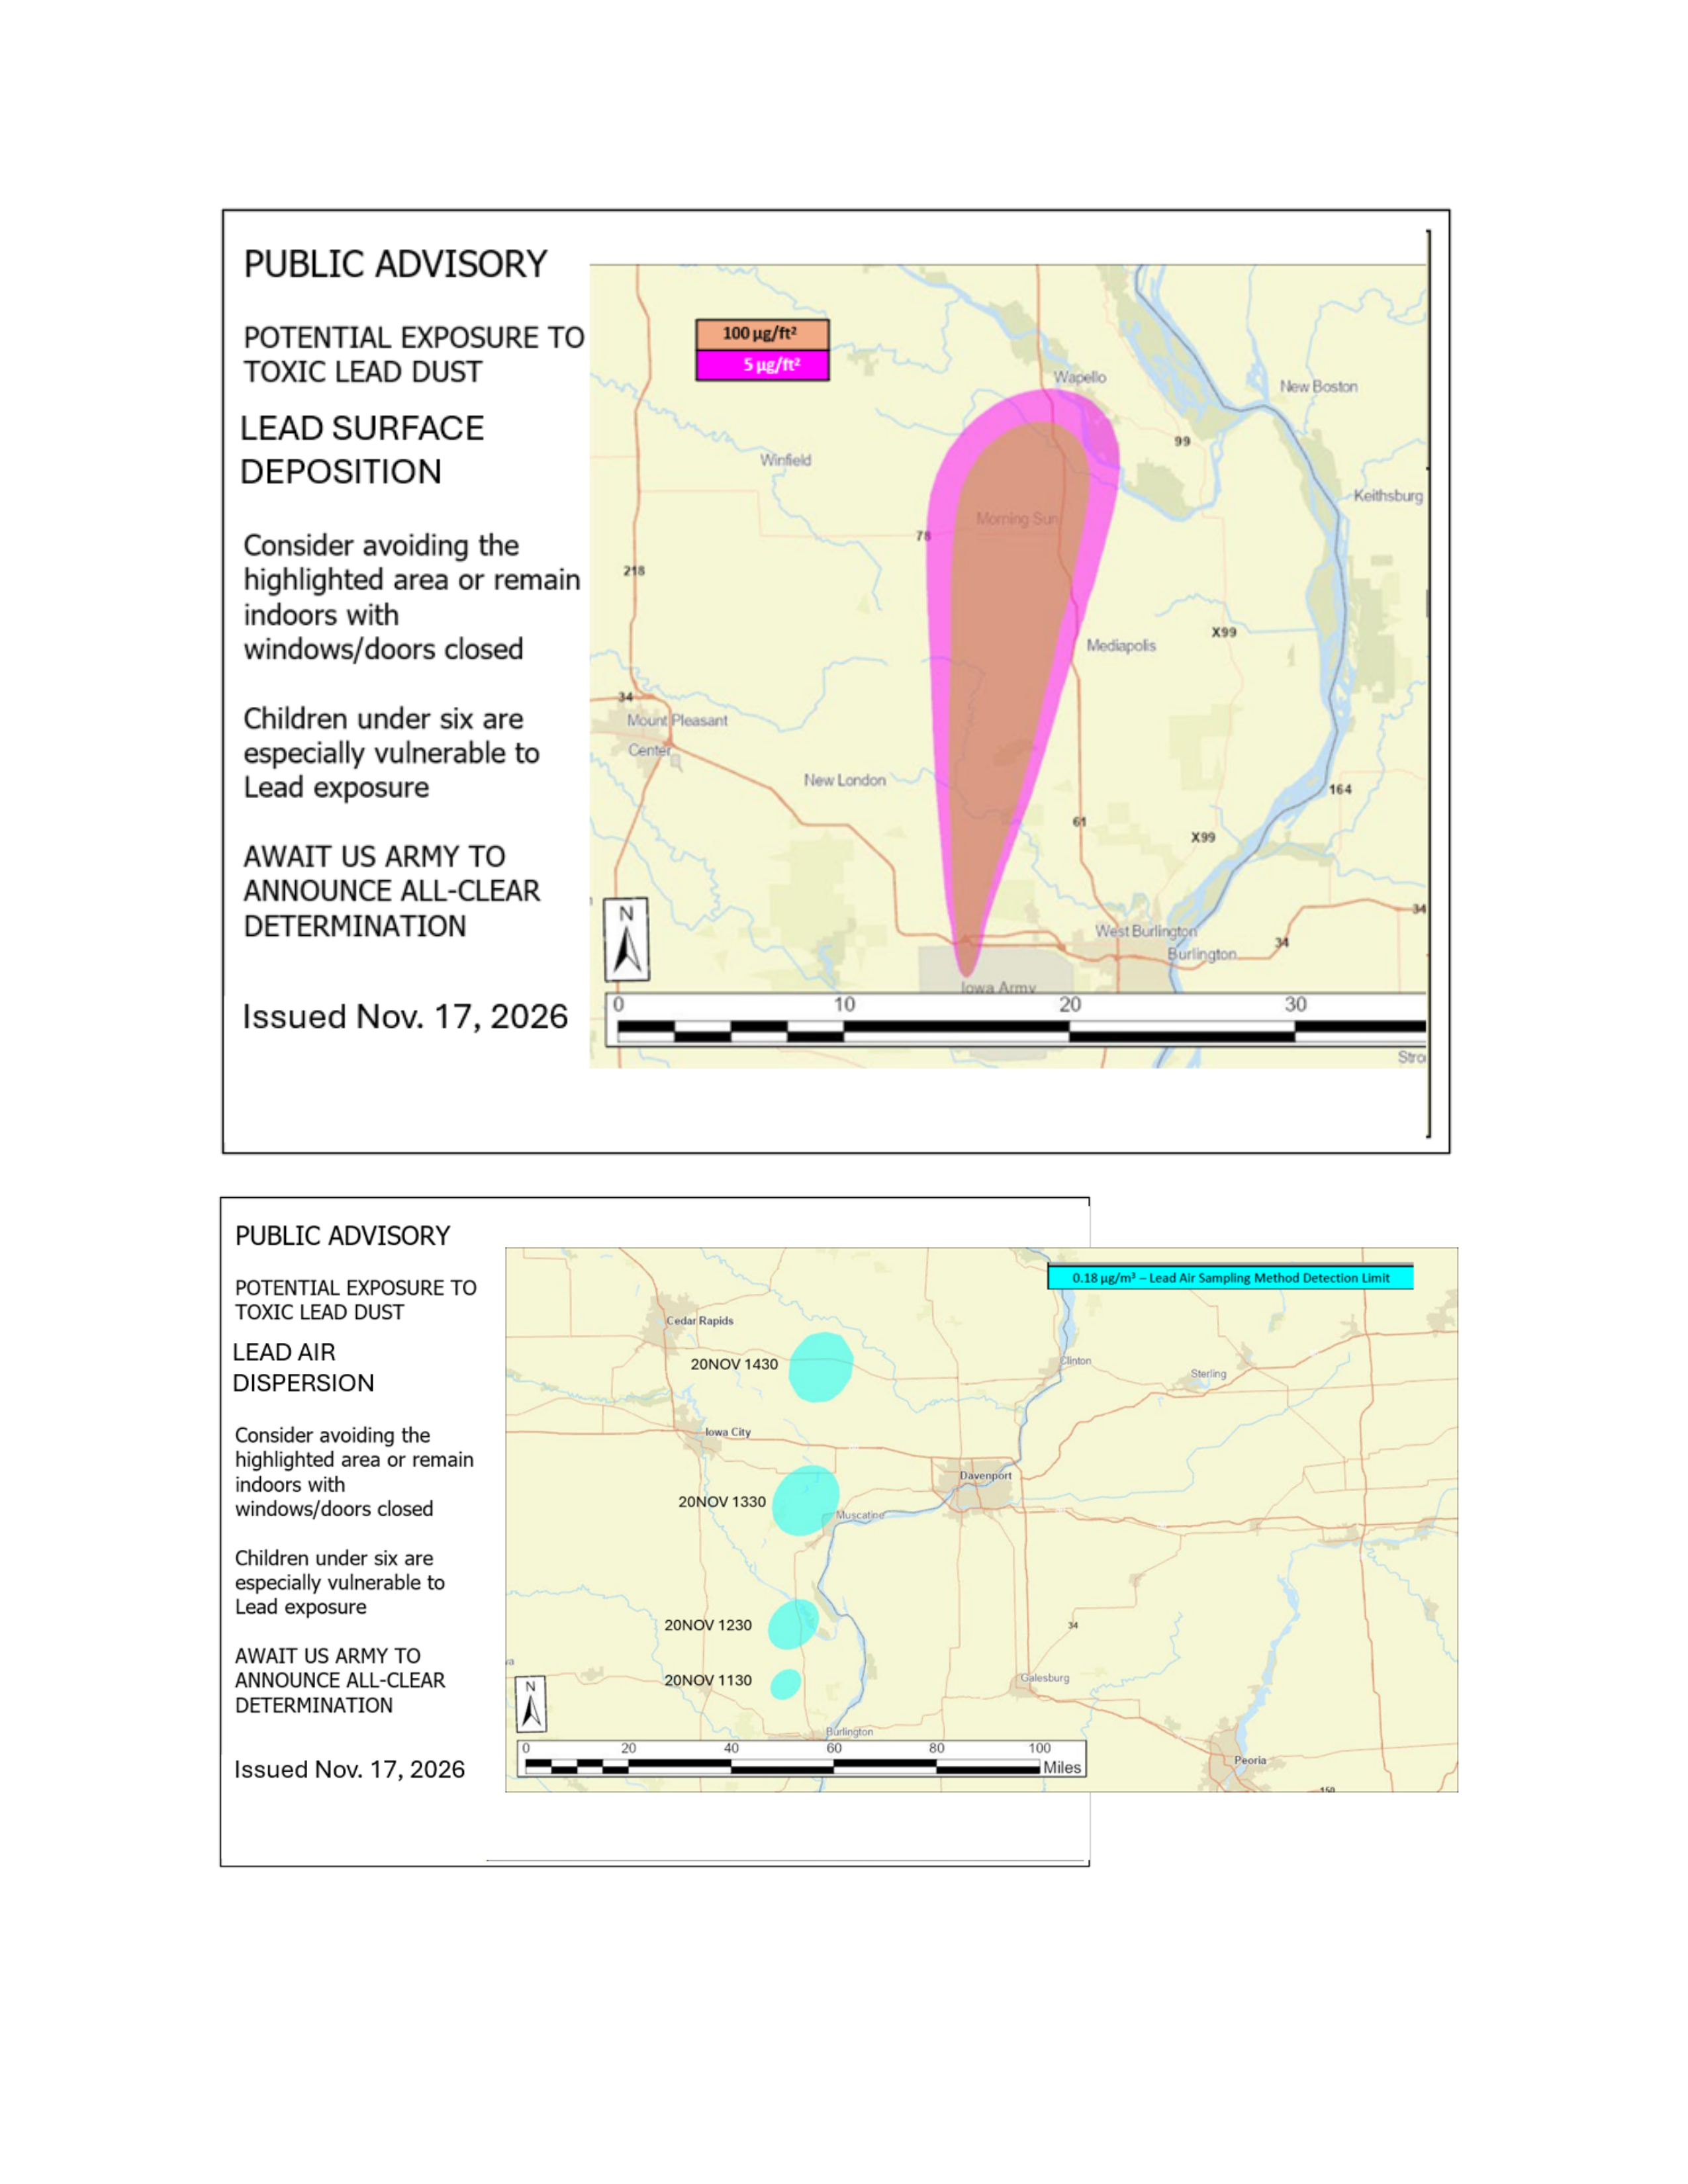 PUBLIC ADVISORY
POTENTIAL EXPOSURE TO
TOXIC LEAD DUST
LEAD SURFACE
DEPOSITION
Consider avoiding the
highlighted area or remain
indoors with
windows/doors closed
Children under six are
especially vulnerable to
Lead exposure
AWAIT US ARMY TO
ANNOUNCE ALL-CLEAR
DETERMINATION
Issued Nov. 17, 2026
100 µg/ft²
5 µg/ft²
Wapello
New Boston
99
Winfield
Keithsburg
Morning Sun
78
218
X99
Mediapolis
34
Mount Pleasant
Center
New London
164
61
X99
34
N
West Burlington
34
Burlington
Iowa Army
0 10 20 30
Stro
PUBLIC ADVISORY
POTENTIAL EXPOSURE TO
TOXIC LEAD DUST
LEAD AIR
DISPERSION
Consider avoiding the
highlighted area or remain
indoors with
windows/doors closed
Children under six are
especially vulnerable to
Lead exposure
AWAIT US ARMY TO
ANNOUNCE ALL-CLEAR
DETERMINATION
Issued Nov. 17, 2026
0.18 µg/m³ – Lead Air Sampling Method Detection Limit
Cedar Rapids
20NOV 1430
Clinton
Sterling
Iowa City
Davenport
20NOV 1330
Muscatine
20NOV 1230
34
va
20NOV 1130
Galesburg
N
Burlington
0 20 40 60 80 100
Miles
Peoria
150